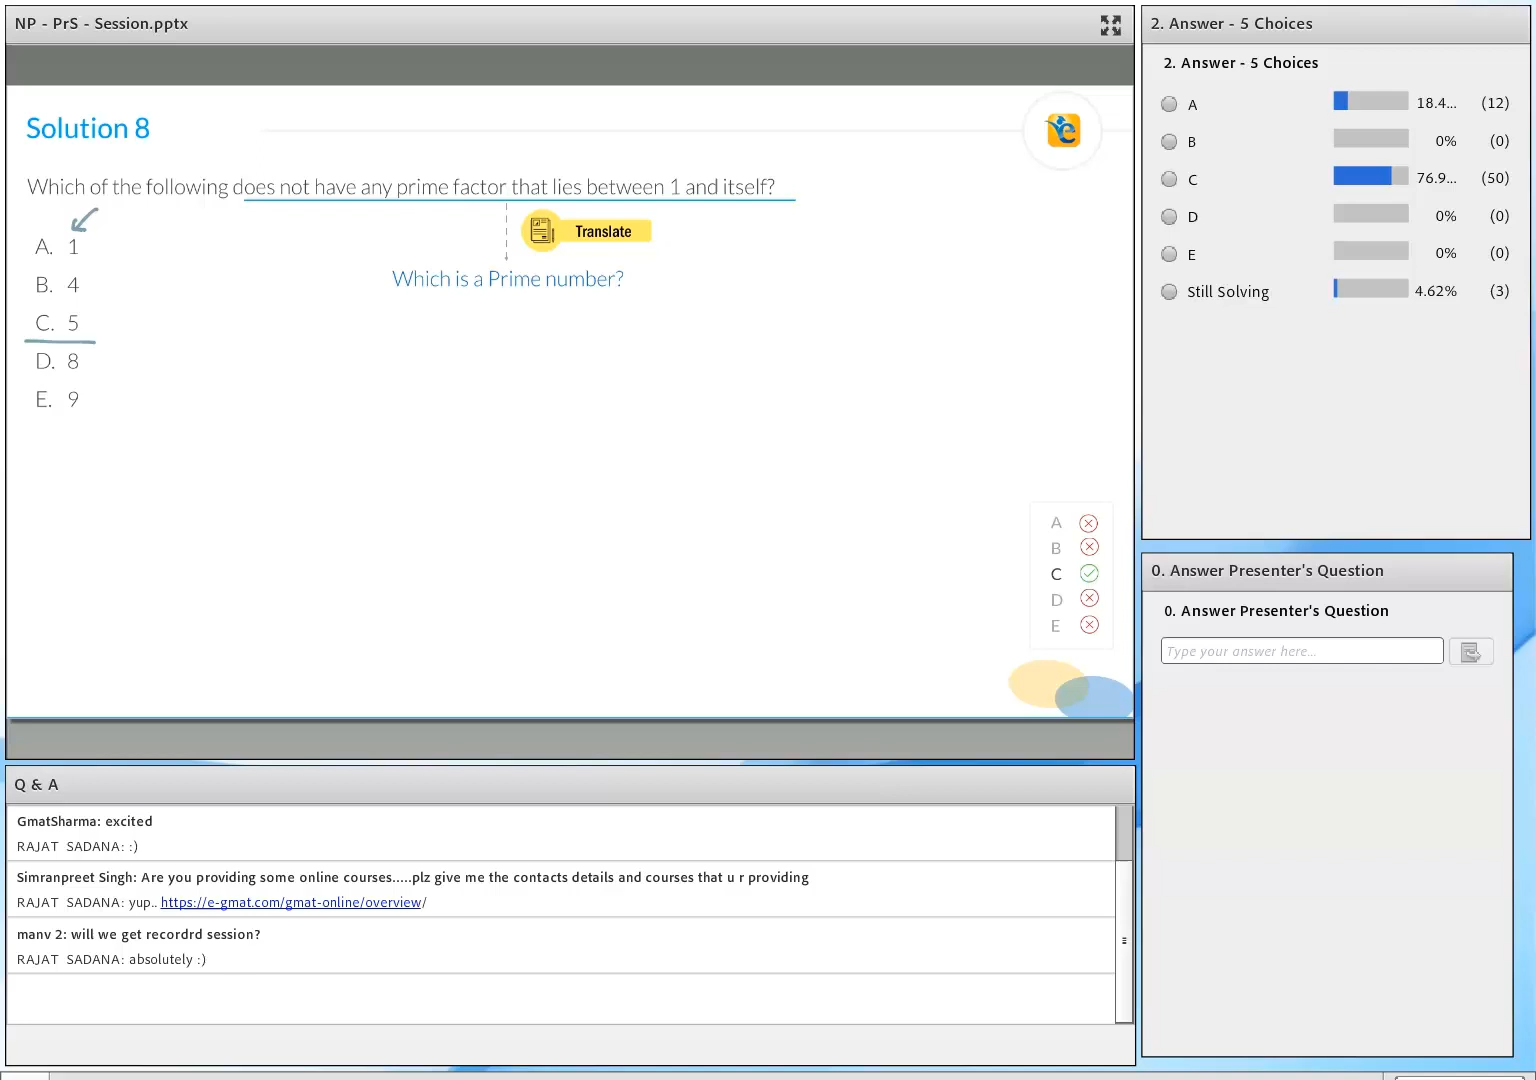 NP - PrS - Session.pptx
Solution 8
Which of the following does not have any prime factor that lies between 1 and itself?
Translate
Which is a Prime number?
A. 1
B. 4
C. 5
D. 8
E. 9
A
B
C
D
E
2. Answer - 5 Choices
2. Answer - 5 Choices
A 18.4... (12)
B 0% (0)
C 76.9... (50)
D 0% (0)
E 0% (0)
Still Solving 4.62% (3)
0. Answer Presenter's Question
0. Answer Presenter's Question
Type your answer here...
Q & A
GmatSharma: excited
RAJAT SADANA: :)
Simranpreet Singh: Are you providing some online courses.....plz give me the contacts details and courses that u r providing
RAJAT SADANA: yup.. https://e-gmat.com/gmat-online/overview/
manv 2: will we get recordrd session?
RAJAT SADANA: absolutely :)